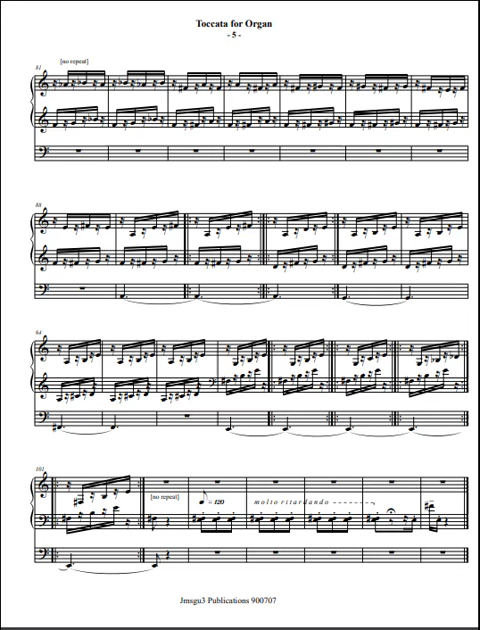 Toccata for Organ
- 5 -
81
[no repeat]
88
94
101
[no repeat]
= 120
molto ritardando
Jmsgu3 Publications 900707